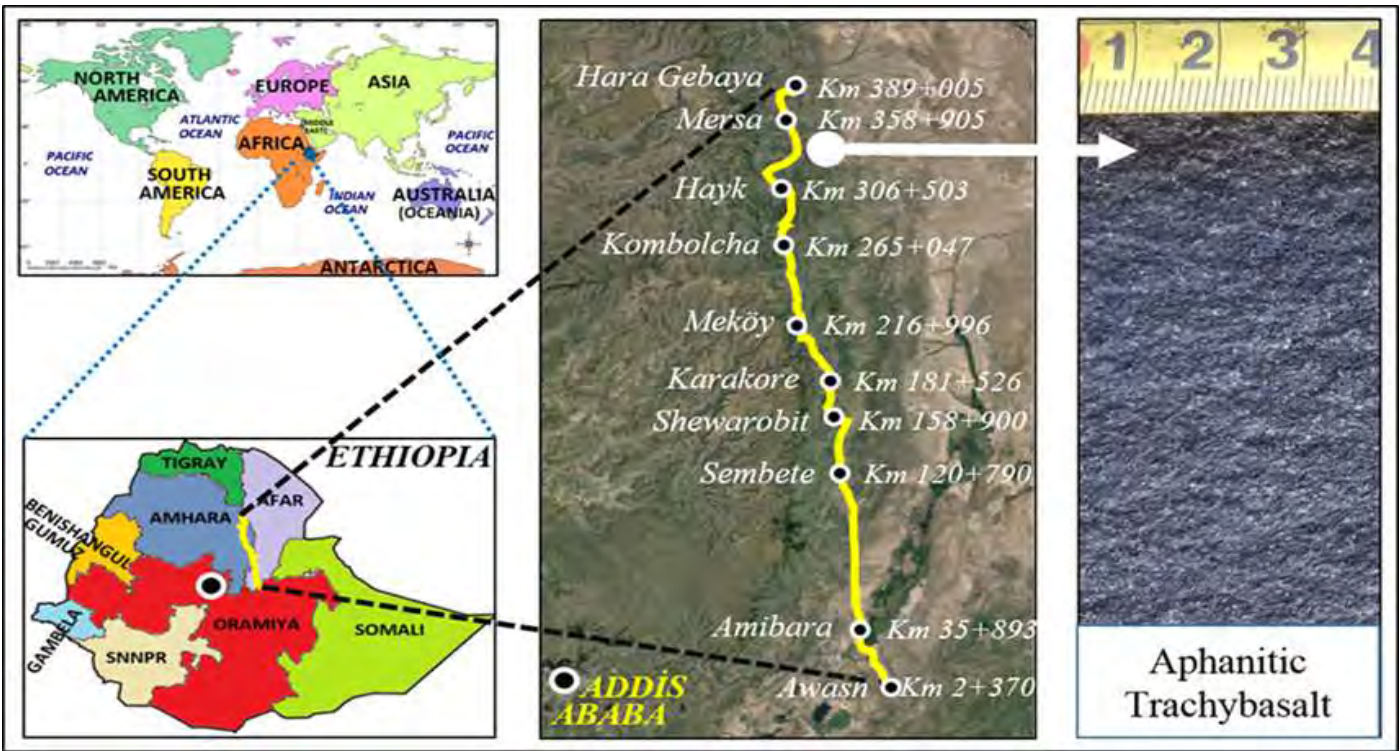 NORTH
AMERICA
EUROPE
ASIA
ATLANTIC
OCEAN
AFRICA
PACIFIC
OCEAN
PACIFIC
OCEAN
SOUTH
AMERICA
INDIAN
OCEAN
AUSTRALIA
(OCEANIA)
ANTARCTICA
ETHIOPIA
TIGRAY
AFAR
AMHARA
BENISHANGUL
GUMUZ
GAMBELA
ORAMIYA
SOMALI
SNNPR
Hara Gebaya Km 389+005
Mersa Km 358+905
Hayk Km 306+503
Kombolcha Km 265+047
Meköy Km 216+996
Karakore Km 181+526
Shewarobit Km 158+900
Sembete Km 120+790
Amibara Km 35+893
Awasn Km 2+370
ADDİS
ABABA
1 2 3 4
Aphanitic
Trachybasalt